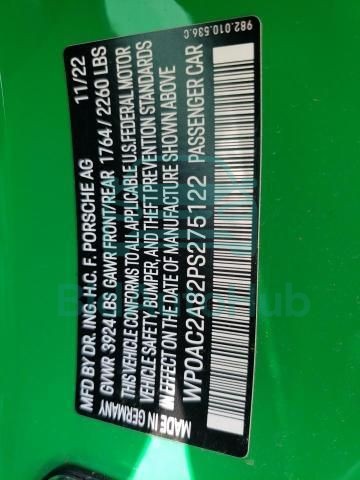 982.010.536.C
MFD BY DR. ING. H.C. F. PORSCHE AG 11/22
GVWR 3924 LBS GAWR FRONT/REAR 1764 / 2260 LBS
THIS VEHICLE CONFORMS TO ALL APPLICABLE U.S.FEDERAL MOTOR
VEHICLE SAFETY, BUMPER, AND THEFT PREVENTION STANDARDS
IN EFFECT ON THE DATE OF MANUFACTURE SHOWN ABOVE
WP0AC2A82PS275122 PASSENGER CAR
MADE IN GERMANY